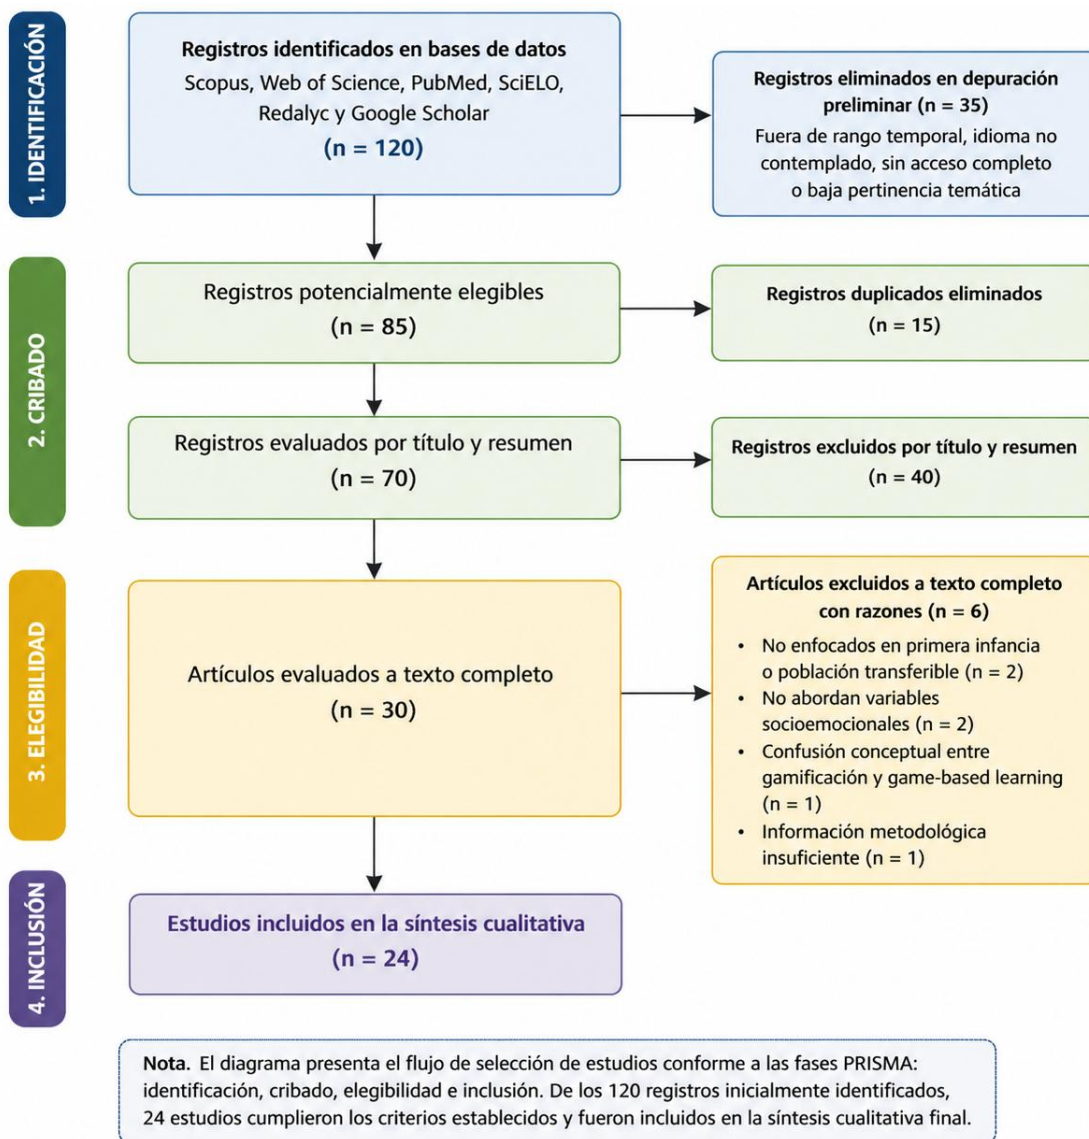 1. IDENTIFICACIÓN
Registros identificados en bases de datos
Scopus, Web of Science, PubMed, SciELO,
Redalyc y Google Scholar
(n = 120)
Registros eliminados en depuración
preliminar (n = 35)
Fuera de rango temporal, idioma no
contemplado, sin acceso completo
o baja pertinencia temática
2. CRIBADO
Registros potencialmente elegibles
(n = 85)
Registros duplicados eliminados
(n = 15)
Registros evaluados por título y resumen
(n = 70)
Registros excluidos por título y resumen
(n = 40)
3. ELEGIBILIDAD
Artículos evaluados a texto completo
(n = 30)
Artículos excluidos a texto completo
con razones (n = 6)
• No enfocados en primera infancia
o población transferible (n = 2)
• No abordan variables
socioemocionales (n = 2)
• Confusión conceptual entre
gamificación y game-based learning
(n = 1)
• Información metodológica
insuficiente (n = 1)
4. INCLUSIÓN
Estudios incluidos en la síntesis cualitativa
(n = 24)
Nota. El diagrama presenta el flujo de selección de estudios conforme a las fases PRISMA:
identificación, cribado, elegibilidad e inclusión. De los 120 registros inicialmente identificados,
24 estudios cumplieron los criterios establecidos y fueron incluidos en la síntesis cualitativa final.